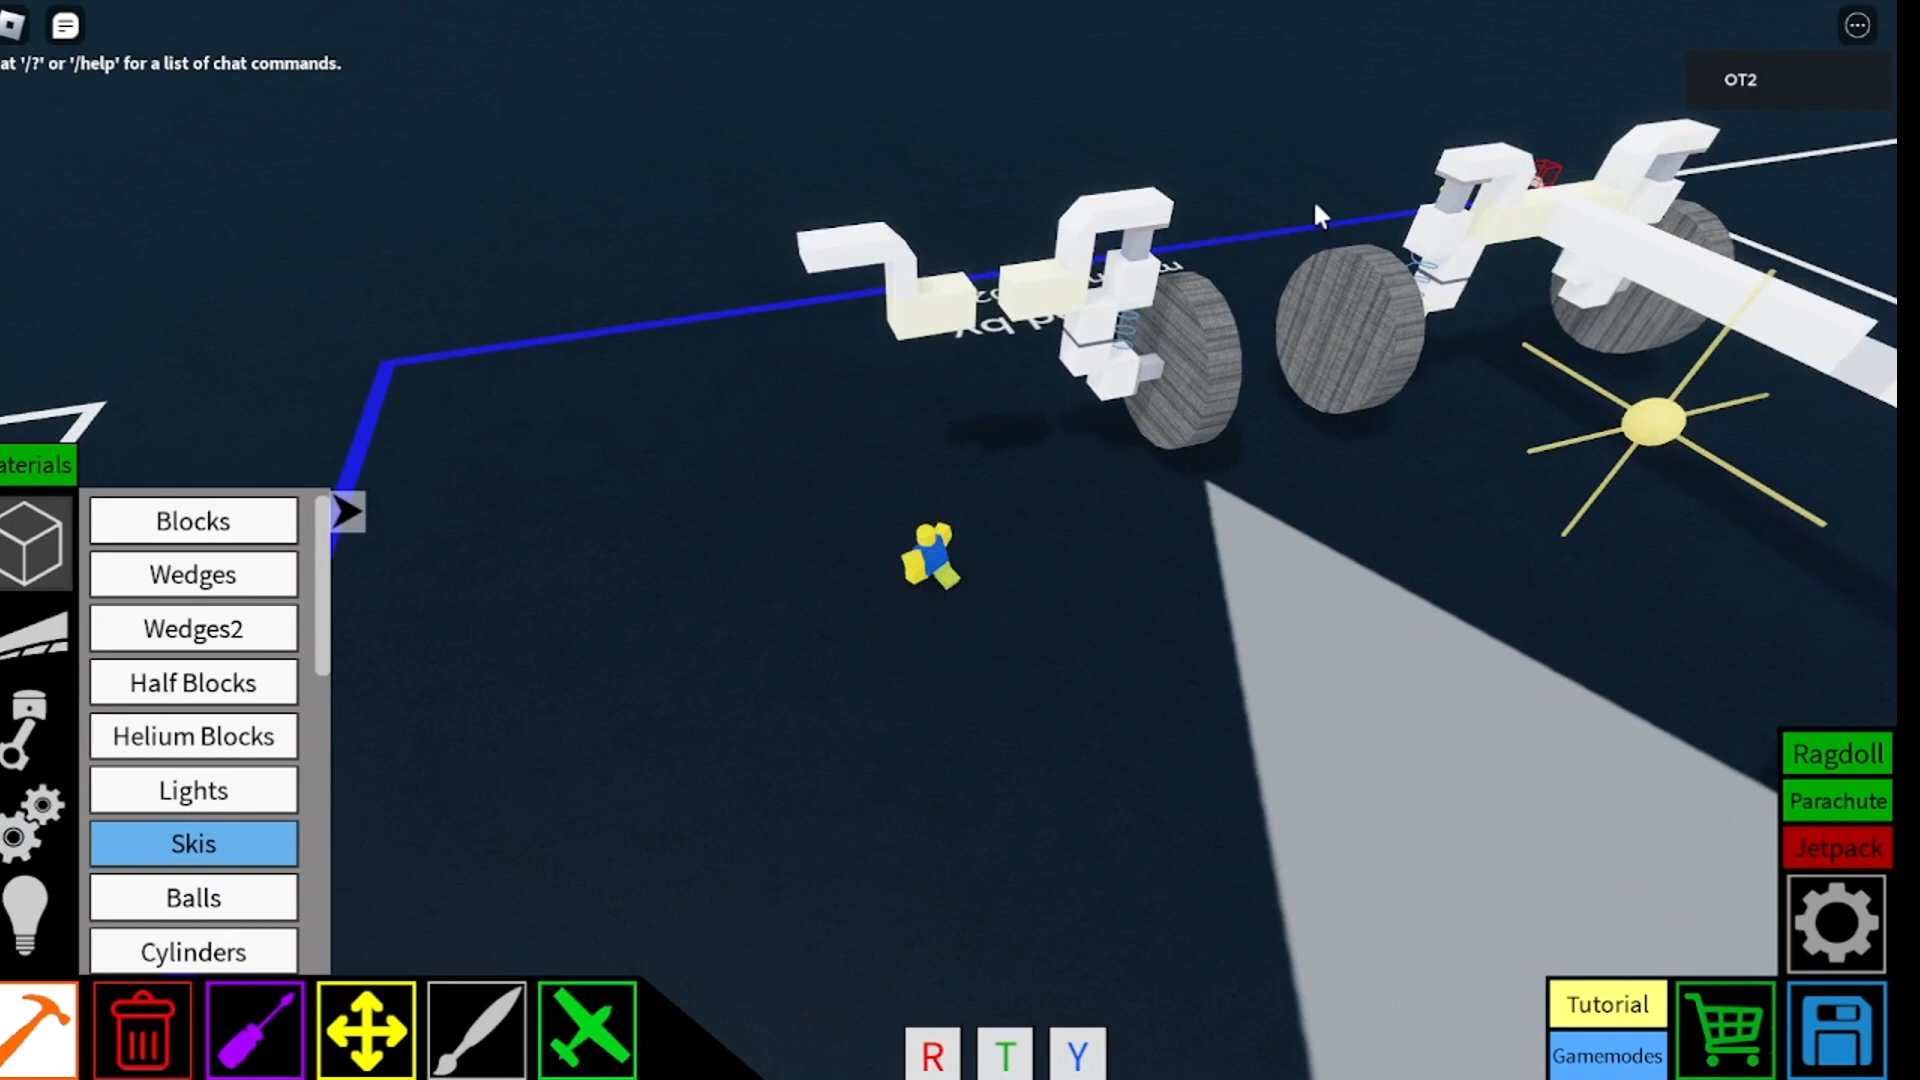 at '/?' or '/help' for a list of chat commands.
OT2
aterials
Blocks
Wedges
Wedges2
Half Blocks
Helium Blocks
Lights
Skis
Balls
Cylinders
Ragdoll
Parachute
Jetpack
Tutorial
Gamemodes
R T Y